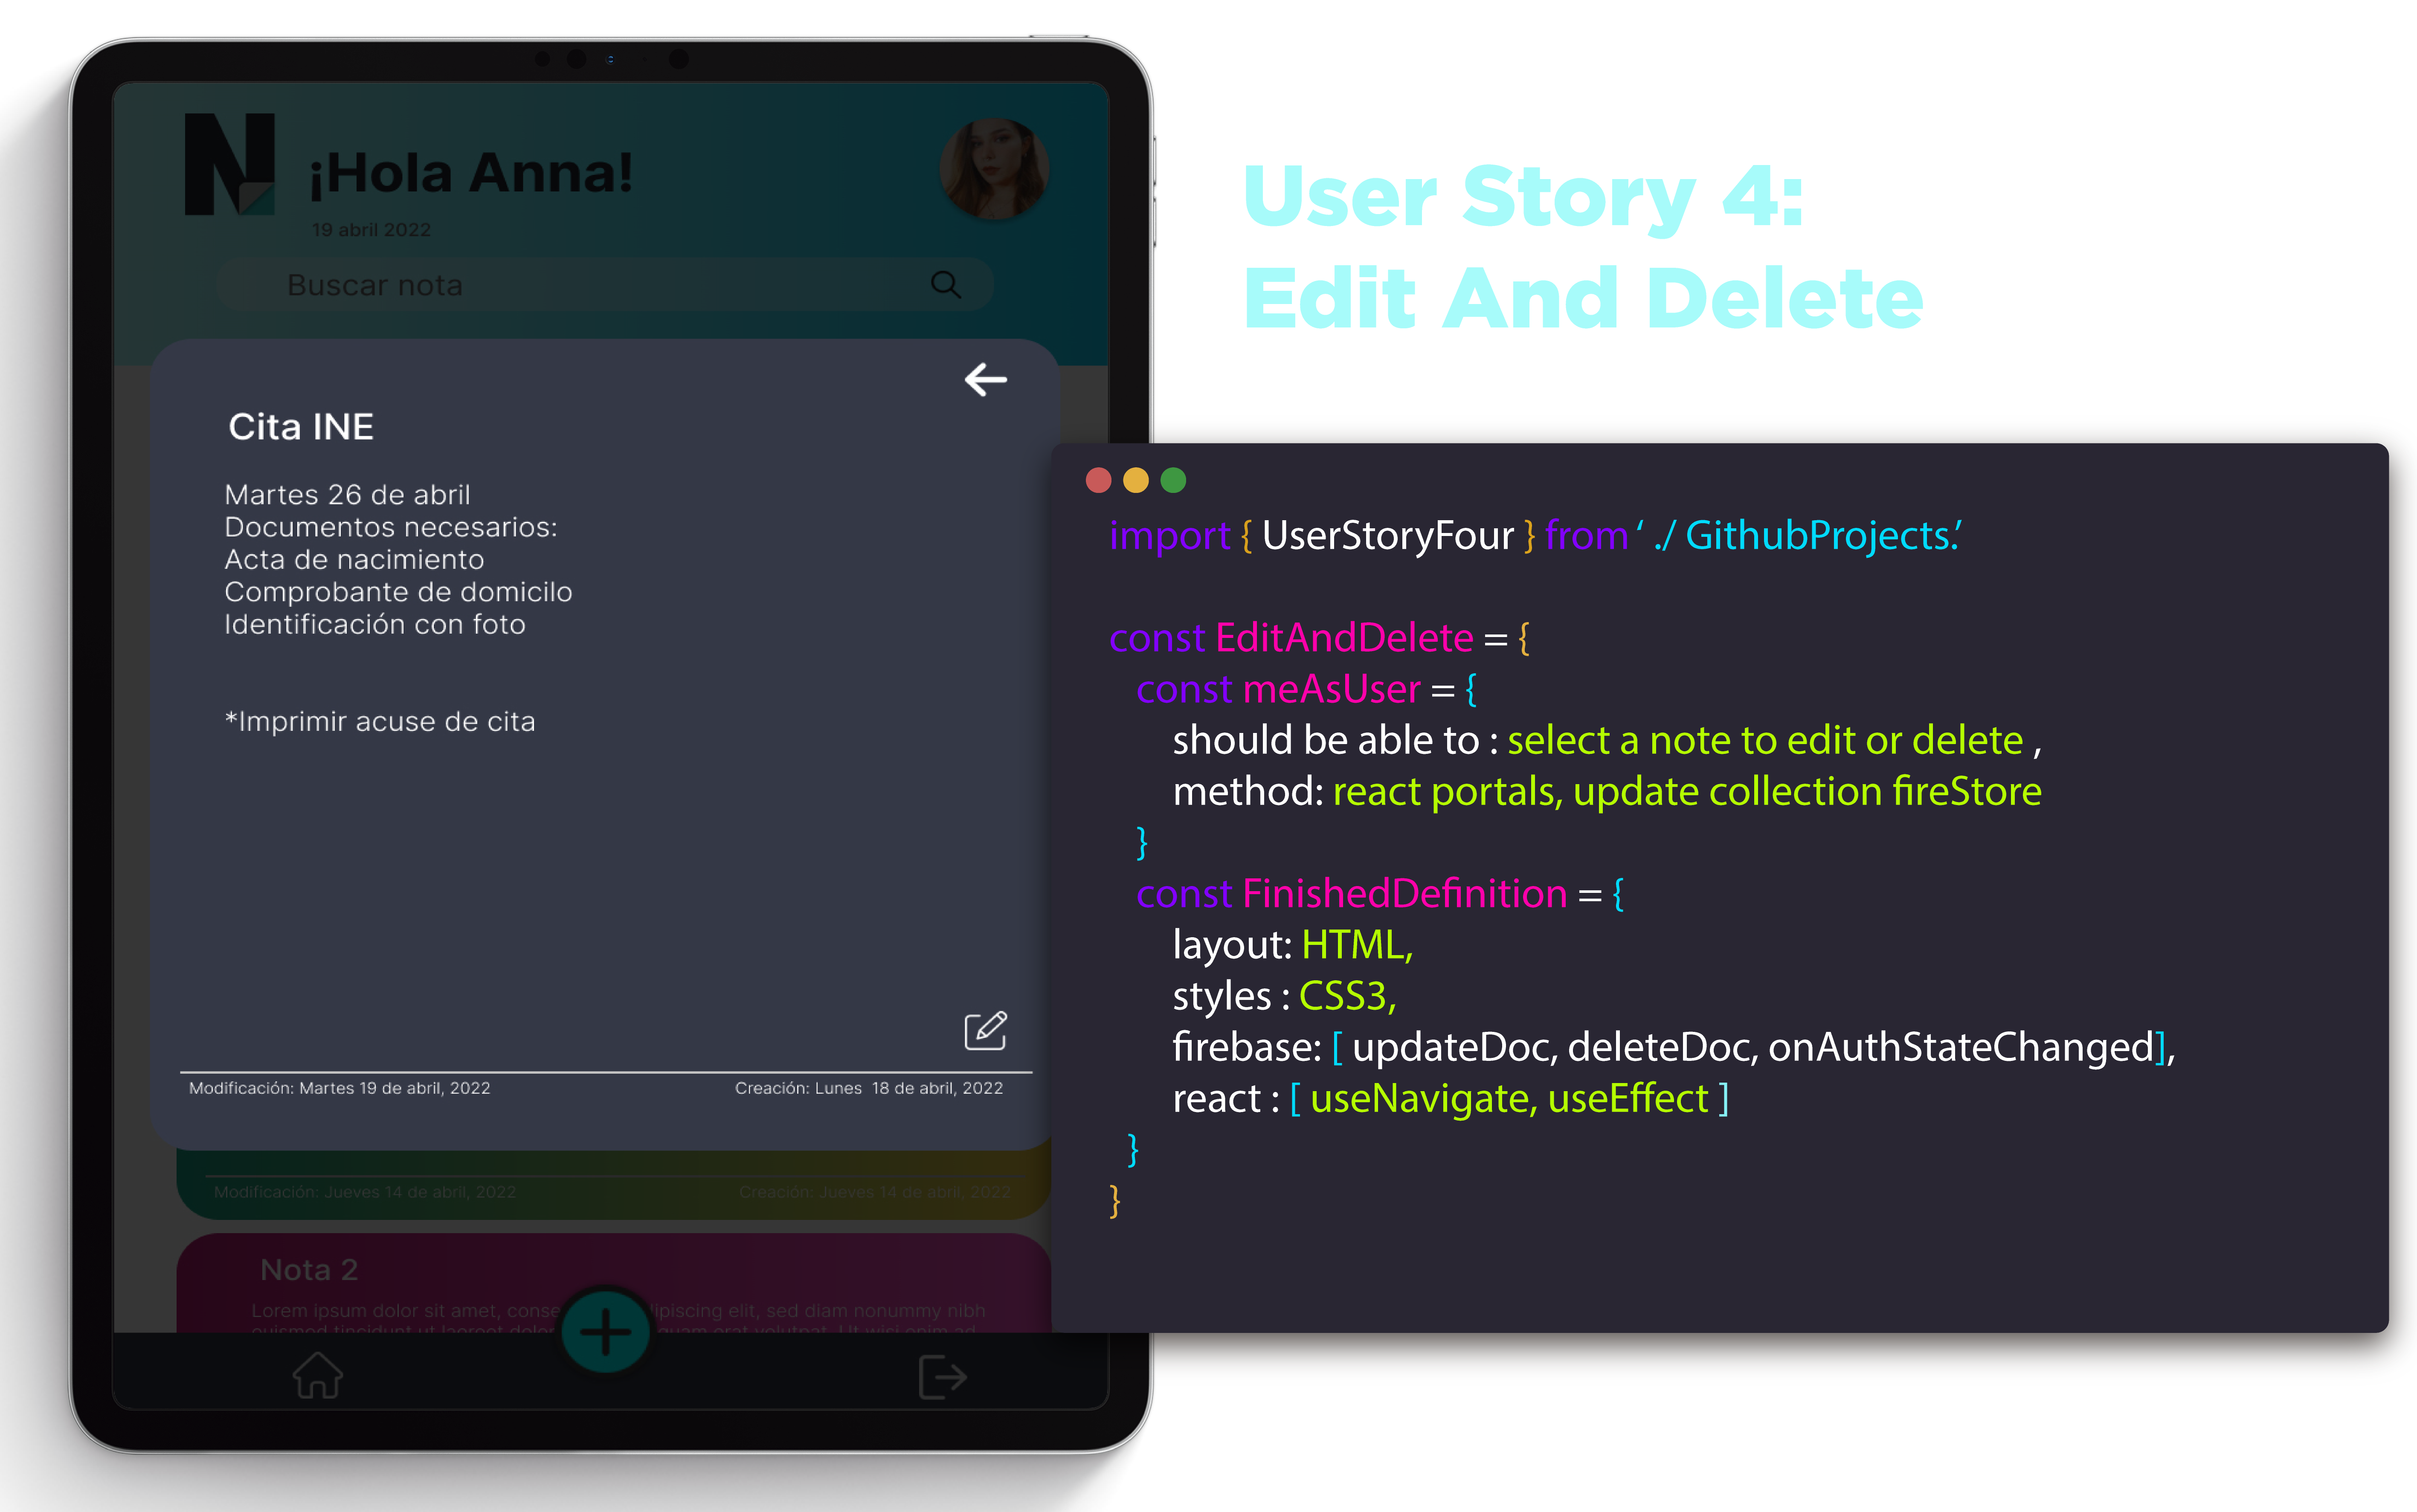 N
¡Hola Anna!
19 abril 2022
Buscar nota
Cita INE
Martes 26 de abril
Documentos necesarios:
Acta de nacimiento
Comprobante de domicilo
Identificación con foto
*Imprimir acuse de cita
Modificación: Martes 19 de abril, 2022
Creación: Lunes 18 de abril, 2022
Modificación: Jueves 14 de abril, 2022
Creación: Jueves 14 de abril, 2022
Nota 2
Lorem ipsum dolor sit amet, conse ipiscing elit, sed diam nonummy nibh
euismod tincidunt ut laoreet dolor quam erat volutpat. Ut wisi enim ad
User Story 4:
Edit And Delete
import { UserStoryFour } from ‘ ./ GithubProjects.’
const EditAndDelete = {
const meAsUser = {
should be able to : select a note to edit or delete ,
method: react portals, update collection fireStore
}
const FinishedDefinition = {
layout: HTML,
styles : CSS3,
firebase: [ updateDoc, deleteDoc, onAuthStateChanged],
react : [ useNavigate, useEffect ]
}
}